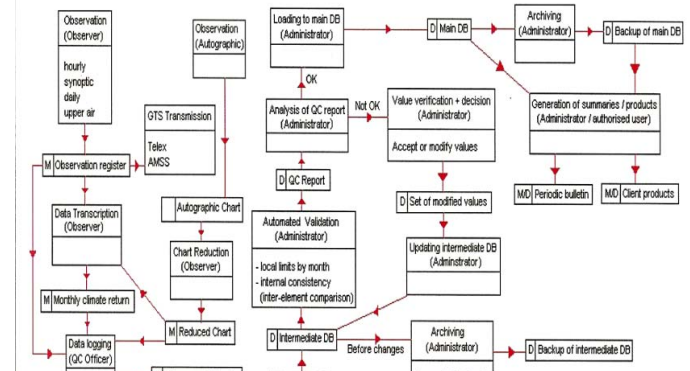 Observation
(Observer)
hourly
synoptic
daily
upper air
Observation
(Autographic)
GTS Transmission
Telex
AMSS
M Observation register
Data Transcription
(Observer)
Autographic Chart
Chart Reduction
(Observer)
M Monthly climate return
M Reduced Chart
Data logging
(QC Officer)
Loading to main DB
(Administrator)
D Main DB
Archiving
(Administrator)
D Backup of main DB
OK
Analysis of QC report
(Administrator)
Not OK
Value verification + decision
(Administrator)
Accept or modify values
Generation of summaries / products
(Administrator / authorised user)
D QC Report
D Set of modified values
M/D Periodic bulletin
M/D Client products
Automated Validation
(Administrator)
- local limits by month
- internal consistency
(inter-element comparison)
Updating intermediate DB
(Administrator)
D Intermediate DB
Before changes
Archiving
(Administrator)
D Backup of intermediate DB